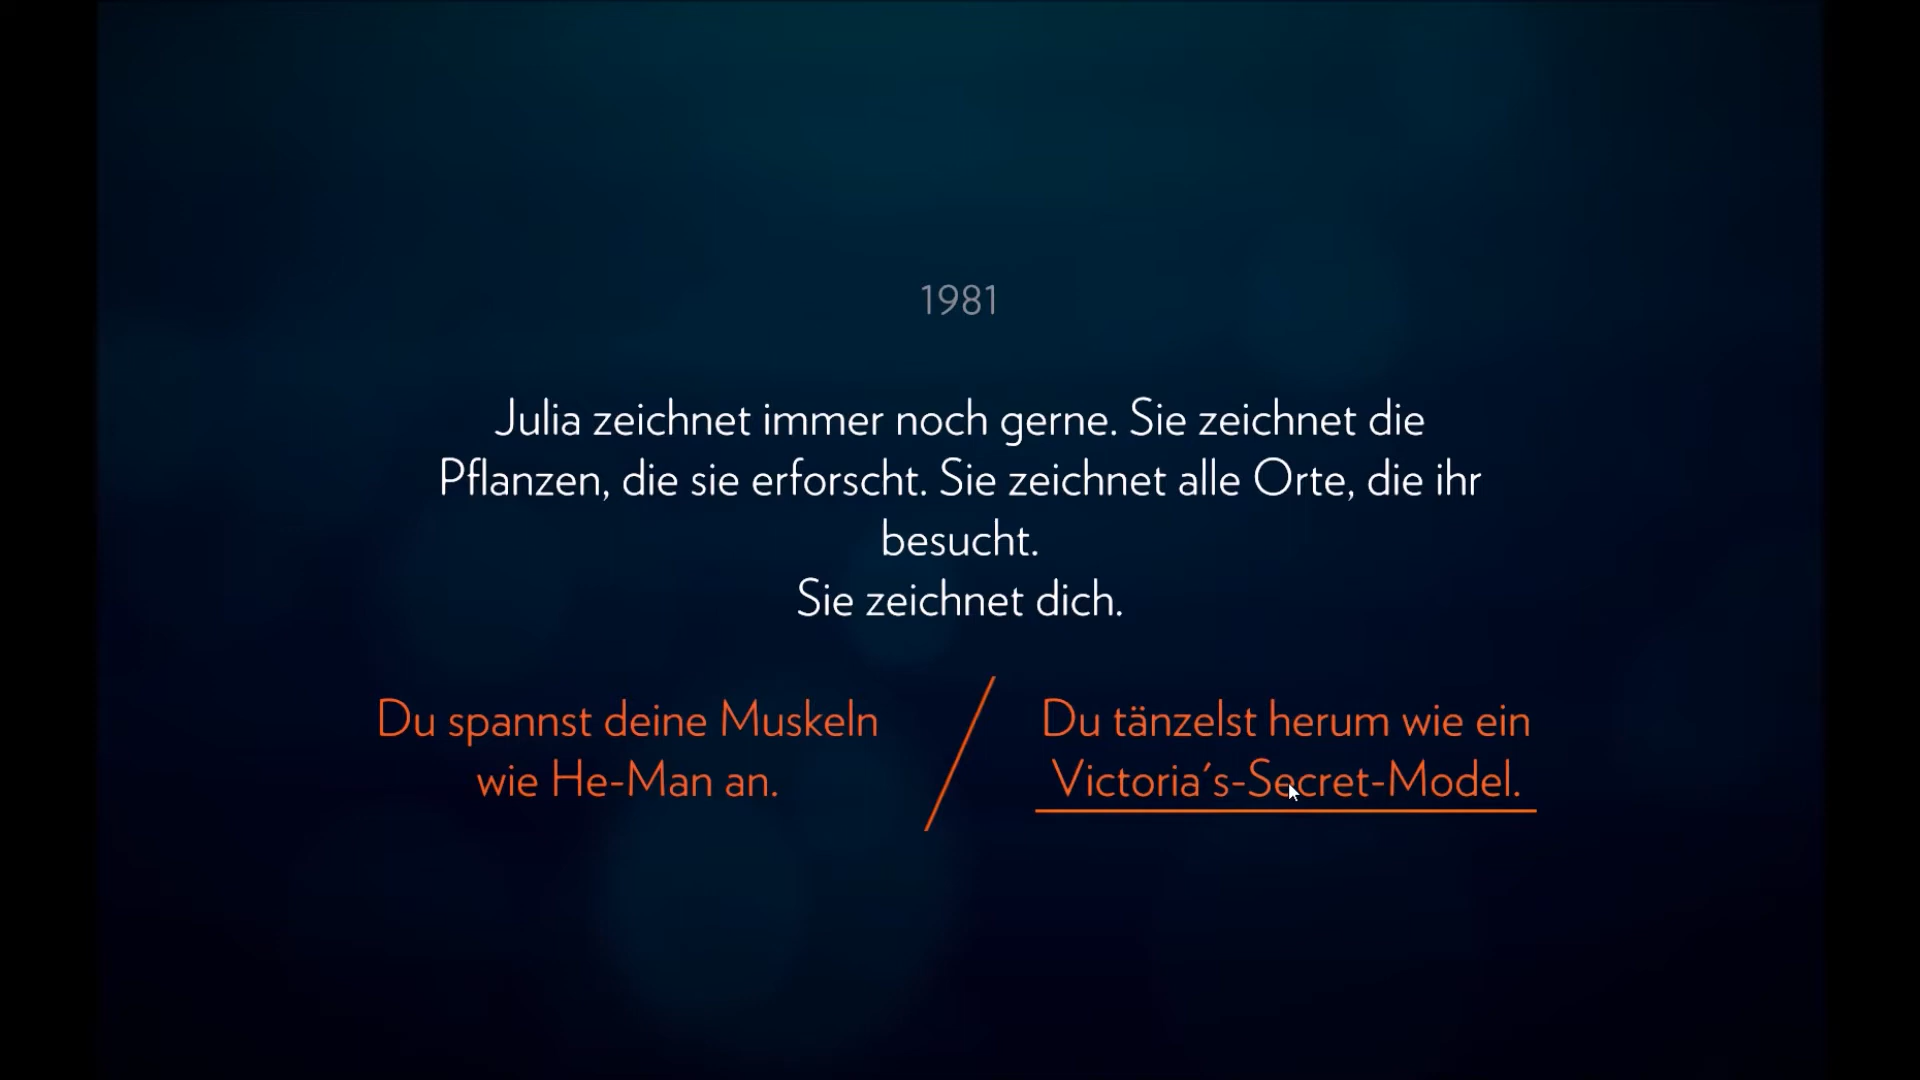 1981
Julia zeichnet immer noch gerne. Sie zeichnet die
Pflanzen, die sie erforscht. Sie zeichnet alle Orte, die ihr
besucht.
Sie zeichnet dich.
Du spannst deine Muskeln
wie He-Man an.
Du tänzelst herum wie ein
Victoria´s-Secret-Model.